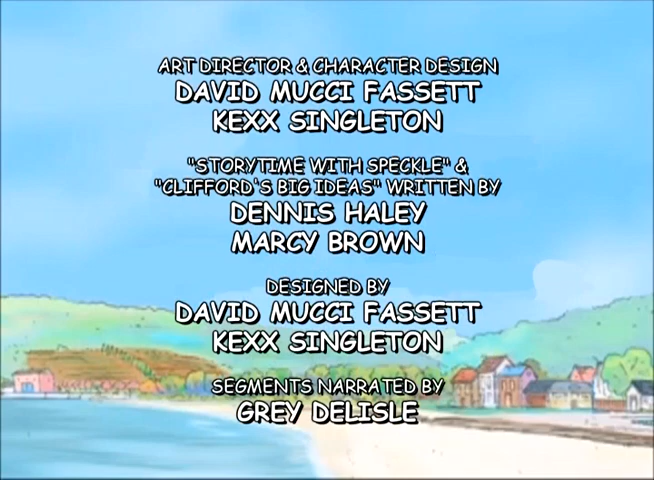 ART DIRECTOR & CHARACTER DESIGN
DAVID MUCCI FASSETT
KEXX SINGLETON
"STORYTIME WITH SPECKLE" &
"CLIFFORD'S BIG IDEAS" WRITTEN BY
DENNIS HALEY
MARCY BROWN
DESIGNED BY
DAVID MUCCI FASSETT
KEXX SINGLETON
SEGMENTS NARRATED BY
GREY DELISLE